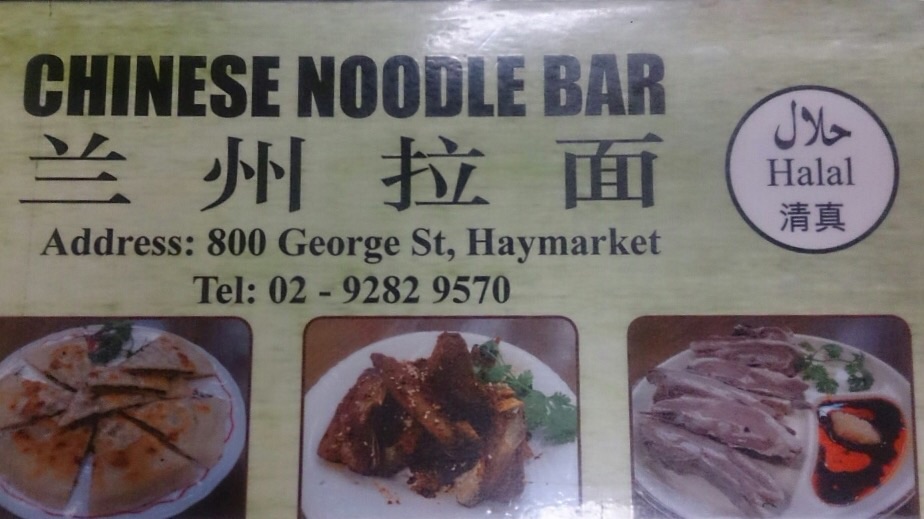 CHINESE NOODLE BAR
兰州拉面
Address: 800 George St, Haymarket
Tel: 02 - 9282 9570
حلال
Halal
清真